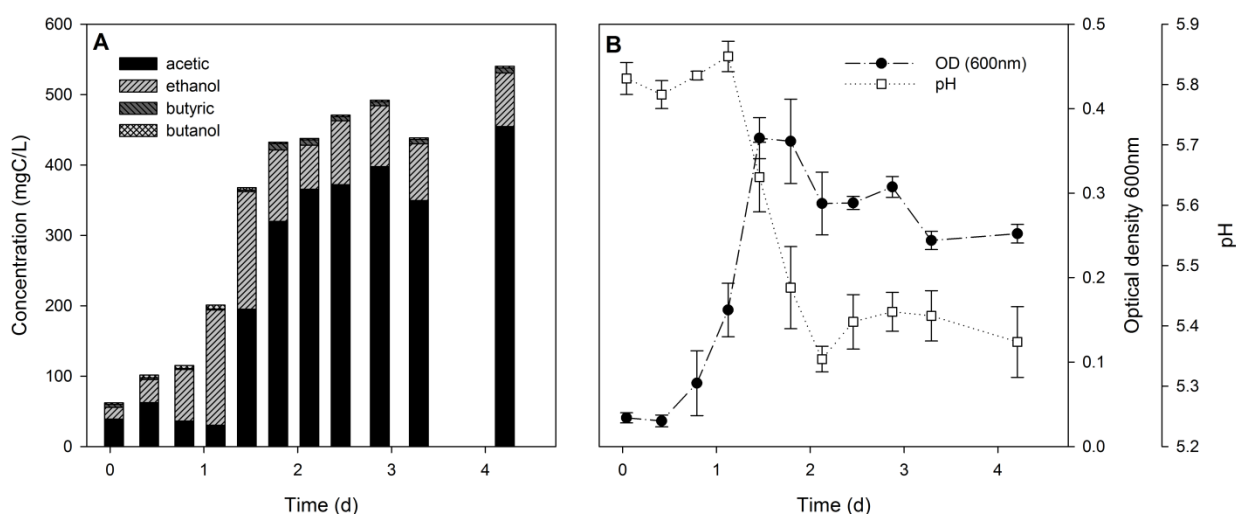 A
acetic
ethanol
butyric
butanol
600
500
400
300
200
100
0
Concentration (mgC/L)
0 1 2 3 4
Time (d)
B
OD (600nm)
pH
0.5
0.4
0.3
0.2
0.1
0.0
Optical density 600nm
5.9
5.8
5.7
5.6
5.5
5.4
5.3
5.2
pH
0 1 2 3 4
Time (d)